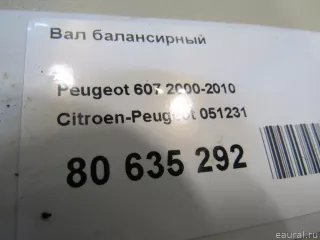 Вал балансирный
Peugeot 607 2000-2010
Citroen-Peugeot 051231
80 635 292
eaural.ru